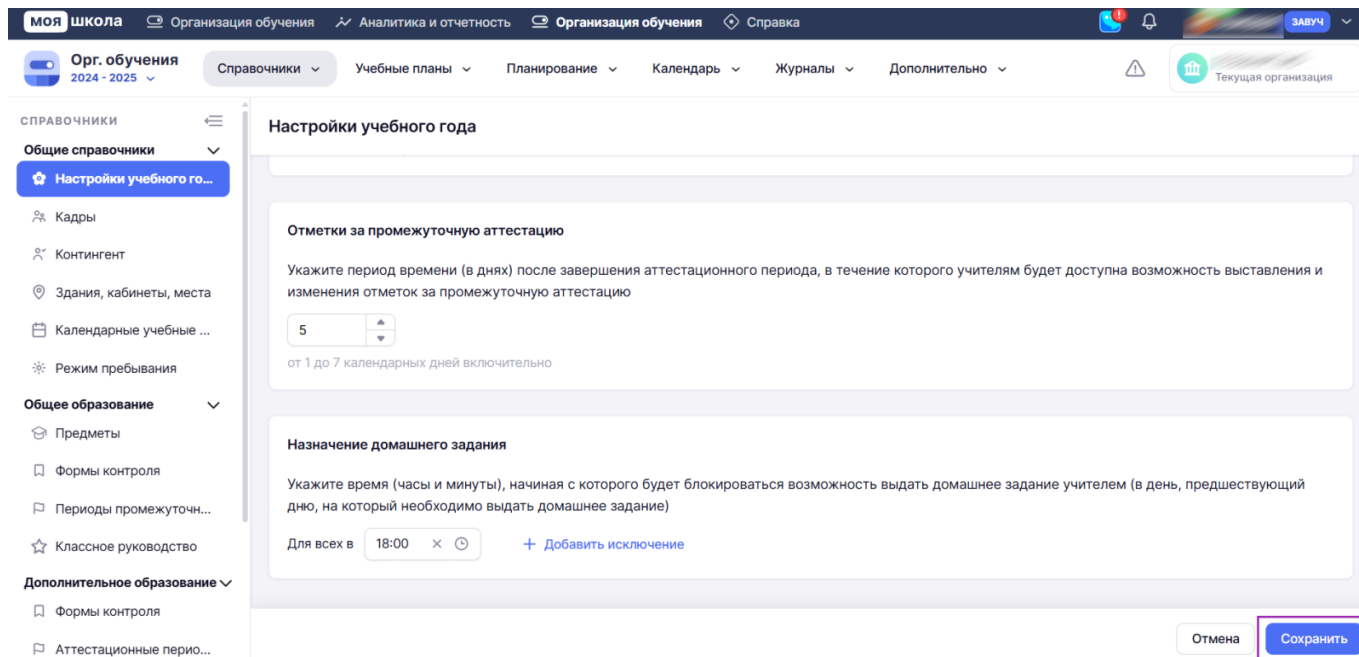 МОЯ ШКОЛА Организация обучения Аналитика и отчетность Организация обучения Справка ЗАВУЧ
Орг. обучения
2024 - 2025
Справочники Учебные планы Планирование Календарь Журналы Дополнительно
Текущая организация
СПРАВОЧНИКИ
Общие справочники
Настройки учебного го...
Кадры
Контингент
Здания, кабинеты, места
Календарные учебные ...
Режим пребывания
Общее образование
Предметы
Формы контроля
Периоды промежуточн...
Классное руководство
Дополнительное образование
Формы контроля
Аттестационные перио...
Настройки учебного года
Отметки за промежуточную аттестацию
Укажите период времени (в днях) после завершения аттестационного периода, в течение которого учителям будет доступна возможность выставления и
изменения отметок за промежуточную аттестацию
5
от 1 до 7 календарных дней включительно
Назначение домашнего задания
Укажите время (часы и минуты), начиная с которого будет блокироваться возможность выдать домашнее задание учителем (в день, предшествующий
дню, на который необходимо выдать домашнее задание)
Для всех в 18:00 + Добавить исключение
Отмена Сохранить